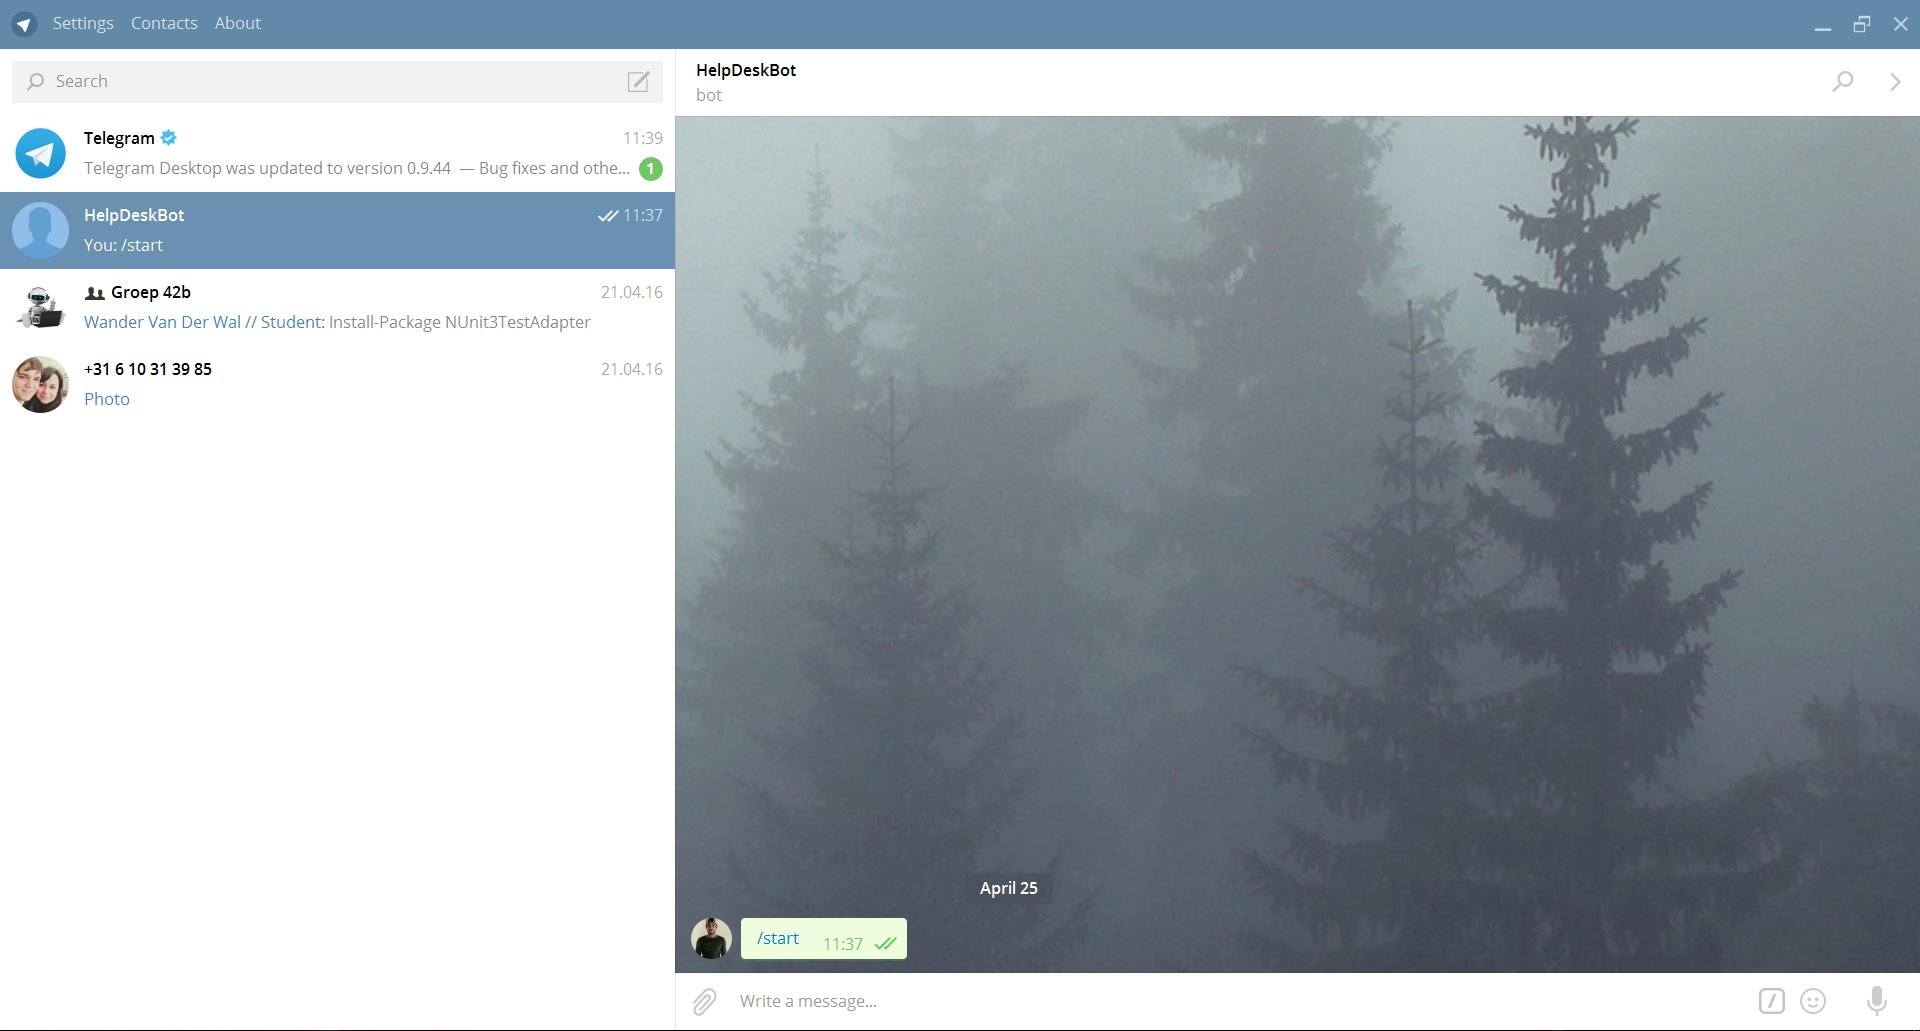 Settings Contacts About
Search
Telegram 11:39
Telegram Desktop was updated to version 0.9.44 — Bug fixes and othe... 1
HelpDeskBot 11:37
You: /start
Groep 42b 21.04.16
Wander Van Der Wal // Student: Install-Package NUnit3TestAdapter
+31 6 10 31 39 85 21.04.16
Photo
HelpDeskBot
bot
April 25
/start 11:37
Write a message...